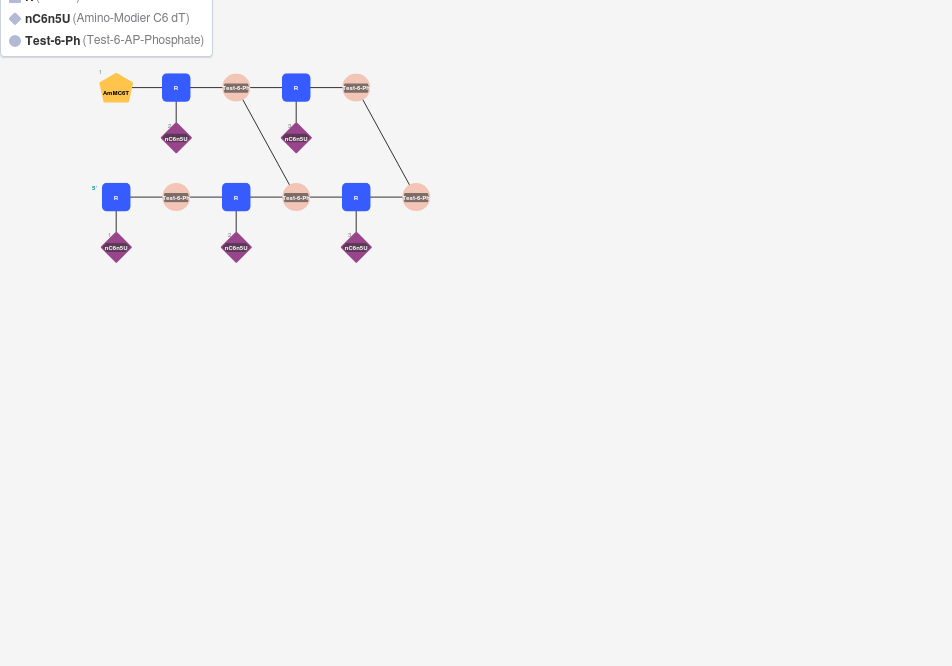 nC6n5U (Amino-Modier C6 dT)
Test-6-Ph (Test-6-AP-Phosphate)
1
AmMC6T R Test-6-Ph R Test-6-Ph
2 3
nC6n5U nC6n5U
5'
R Test-6-Ph R Test-6-Ph R Test-6-Ph
1 2 3
nC6n5U nC6n5U nC6n5U